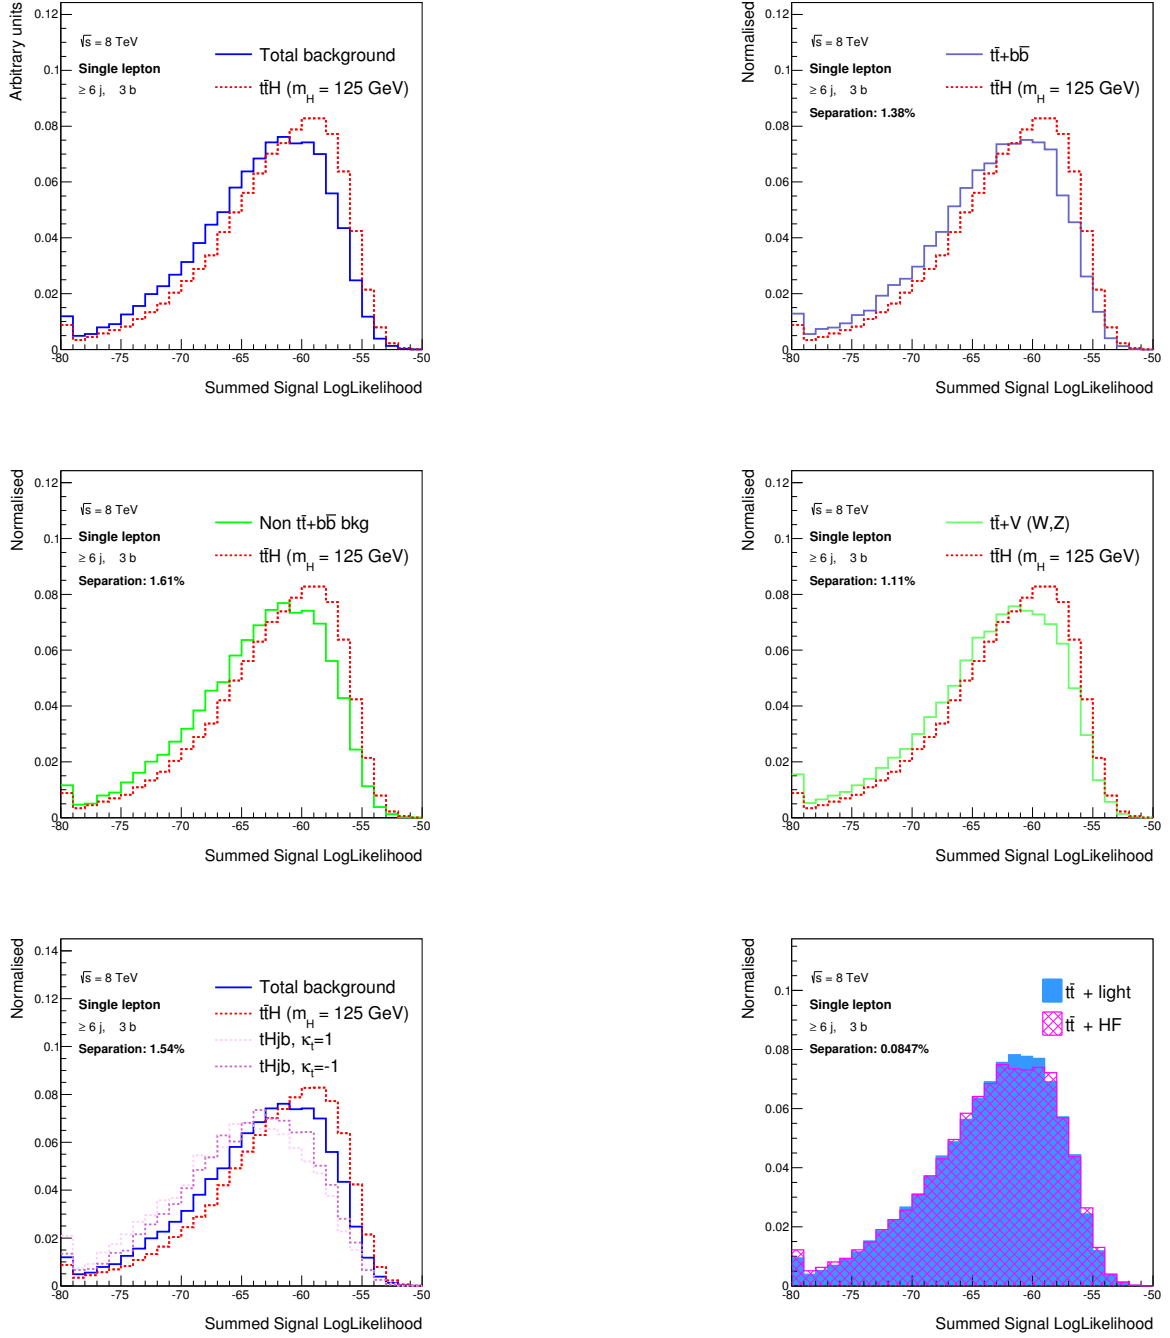 Arbitrary units
0.12
0.1
0.08
0.06
0.04
0.02
0
√s = 8 TeV
Single lepton
≥ 6 j, 3 b
Total background
tt̄H (m_H = 125 GeV)
-80 -75 -70 -65 -60 -55 -50
Summed Signal LogLikelihood
Normalised
0.12
0.1
0.08
0.06
0.04
0.02
0
√s = 8 TeV
Single lepton
≥ 6 j, 3 b
Separation: 1.38%
tt̄+bb̄
tt̄H (m_H = 125 GeV)
-80 -75 -70 -65 -60 -55 -50
Summed Signal LogLikelihood
Normalised
0.12
0.1
0.08
0.06
0.04
0.02
0
√s = 8 TeV
Single lepton
≥ 6 j, 3 b
Separation: 1.61%
Non tt̄+bb̄ bkg
tt̄H (m_H = 125 GeV)
-80 -75 -70 -65 -60 -55 -50
Summed Signal LogLikelihood
Normalised
0.12
0.1
0.08
0.06
0.04
0.02
0
√s = 8 TeV
Single lepton
≥ 6 j, 3 b
Separation: 1.11%
tt̄+V (W,Z)
tt̄H (m_H = 125 GeV)
-80 -75 -70 -65 -60 -55 -50
Summed Signal LogLikelihood
Normalised
0.14
0.12
0.1
0.08
0.06
0.04
0.02
0
√s = 8 TeV
Single lepton
≥ 6 j, 3 b
Separation: 1.54%
Total background
tt̄H (m_H = 125 GeV)
tHjb, κ_t=1
tHjb, κ_t=-1
-80 -75 -70 -65 -60 -55 -50
Summed Signal LogLikelihood
Normalised
0.1
0.08
0.06
0.04
0.02
0
√s = 8 TeV
Single lepton
≥ 6 j, 3 b
Separation: 0.0847%
tt̄ + light
tt̄ + HF
-80 -75 -70 -65 -60 -55 -50
Summed Signal LogLikelihood